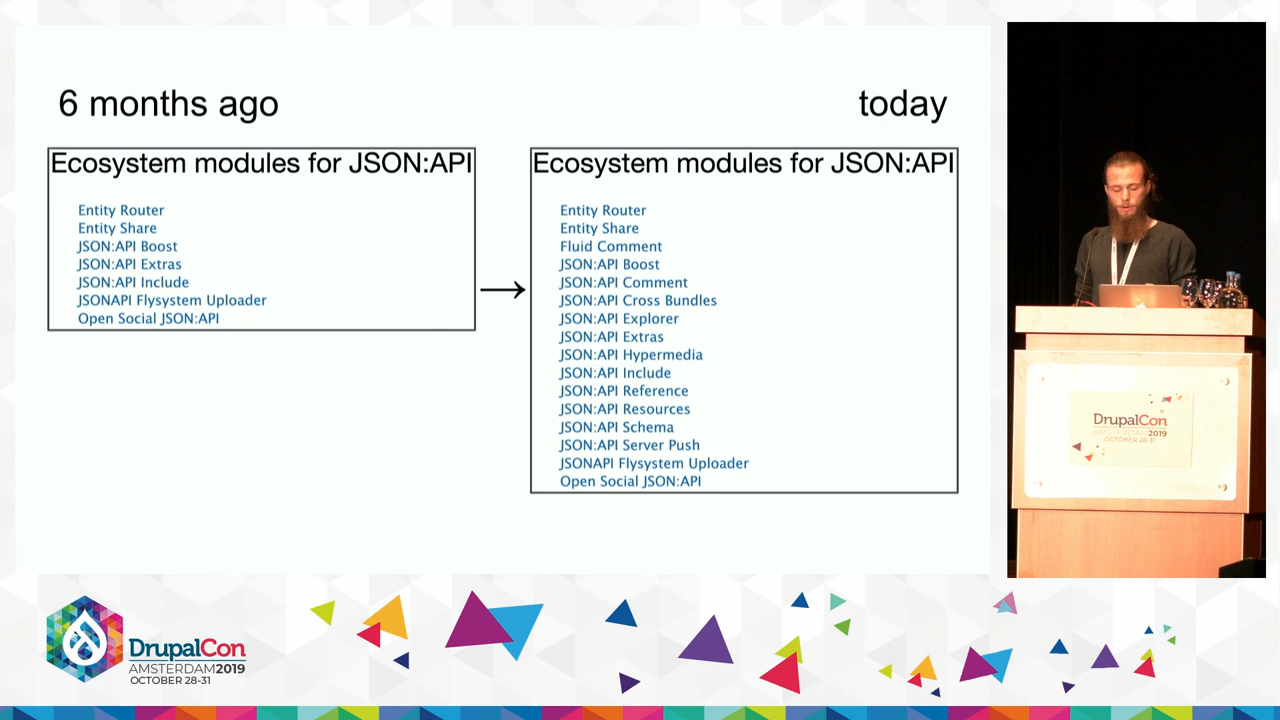 6 months ago
today
Ecosystem modules for JSON:API
Entity Router
Entity Share
JSON:API Boost
JSON:API Extras
JSON:API Include
JSONAPI Flysystem Uploader
Open Social JSON:API
→
Ecosystem modules for JSON:API
Entity Router
Entity Share
Fluid Comment
JSON:API Boost
JSON:API Comment
JSON:API Cross Bundles
JSON:API Explorer
JSON:API Extras
JSON:API Hypermedia
JSON:API Include
JSON:API Reference
JSON:API Resources
JSON:API Schema
JSON:API Server Push
JSONAPI Flysystem Uploader
Open Social JSON:API
DrupalCon
AMSTERDAM2019
OCTOBER 28-31
DrupalCon
AMSTERDAM2019
OCTOBER 28-31